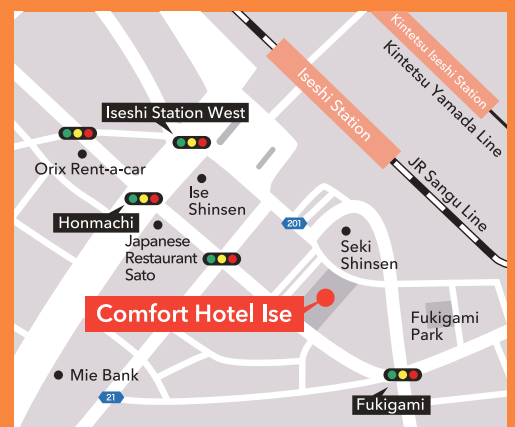 Kintetsu Iseshi Station
Kintetsu Yamada Line
Iseshi Station
Iseshi Station West
Orix Rent-a-car
JR Sangu Line
Ise
Shinsen
Honmachi
201
Seki
Shinsen
Japanese
Restaurant
Sato
Comfort Hotel Ise
Fukigami
Park
Mie Bank
21
Fukigami